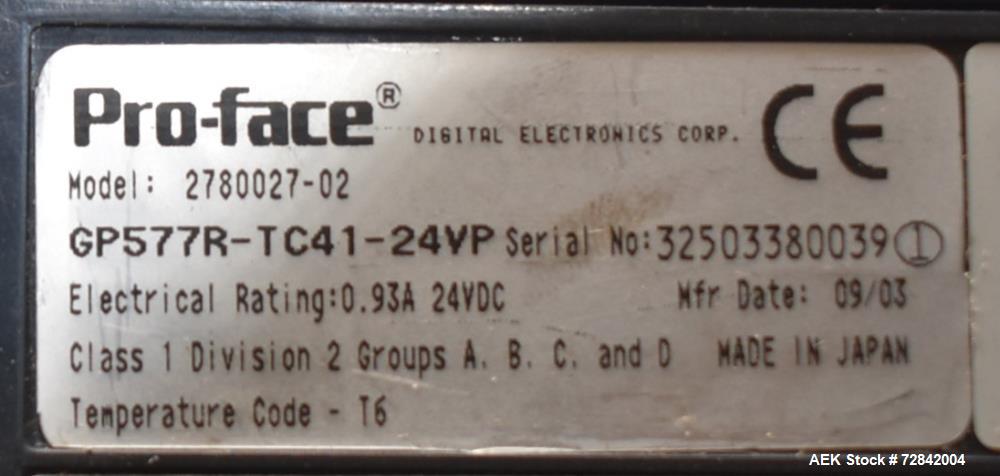 Pro-face® DIGITAL ELECTRONICS CORP. CE
Model: 2780027-02
GP577R-TC41-24VP Serial No:32503380039①
Electrical Rating:0.93A 24VDC Mfr Date: 09/03
Class 1 Division 2 Groups A. B. C. and D MADE IN JAPAN
Temperature Code - T6
AEK Stock # 72842004